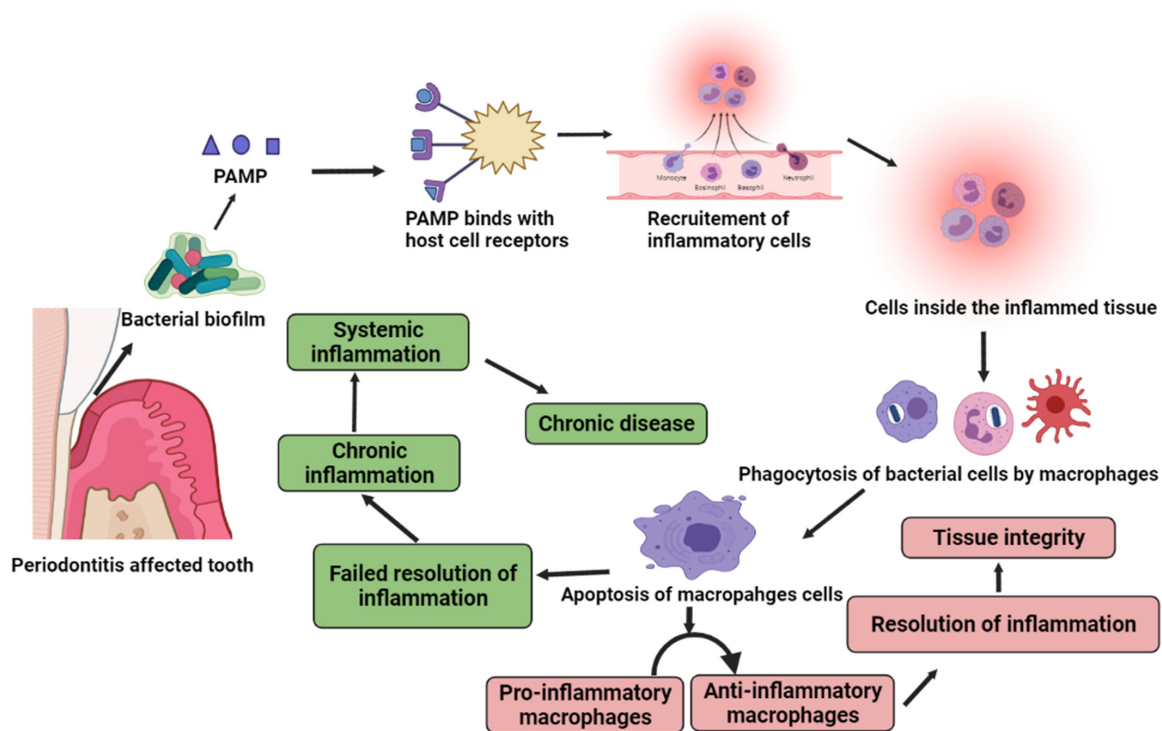 PAMP
PAMP binds with
host cell receptors
Monocyte
Eosinophil
Basophil
Neutrophil
Recruitement of
inflammatory cells
Cells inside the inflammed tissue
Bacterial biofilm
Periodontitis affected tooth
Systemic
inflammation
Chronic disease
Chronic
inflammation
Phagocytosis of bacterial cells by macrophages
Failed resolution of
inflammation
Apoptosis of macropahges cells
Tissue integrity
Resolution of inflammation
Pro-inflammatory
macrophages
Anti-inflammatory
macrophages